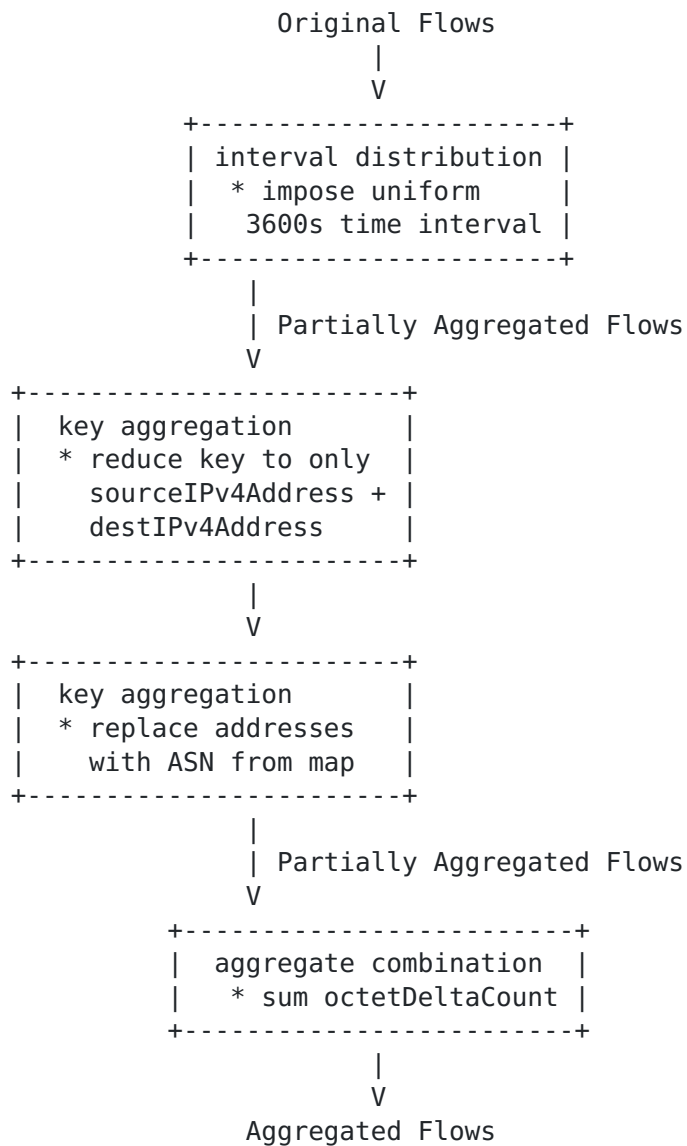 Original Flows
|
V
+-----------------------+
| interval distribution |
|  * impose uniform     |
|   3600s time interval |
+-----------------------+
|
| Partially Aggregated Flows
V
+-------------------------+
|  key aggregation        |
|  * reduce key to only   |
|    sourceIPv4Address +  |
|    destIPv4Address      |
+-------------------------+
|
V
+-------------------------+
|  key aggregation        |
|  * replace addresses    |
|    with ASN from map    |
+-------------------------+
|
| Partially Aggregated Flows
V
+-------------------------+
|  aggregate combination  |
|   * sum octetDeltaCount |
+-------------------------+
|
V
Aggregated Flows